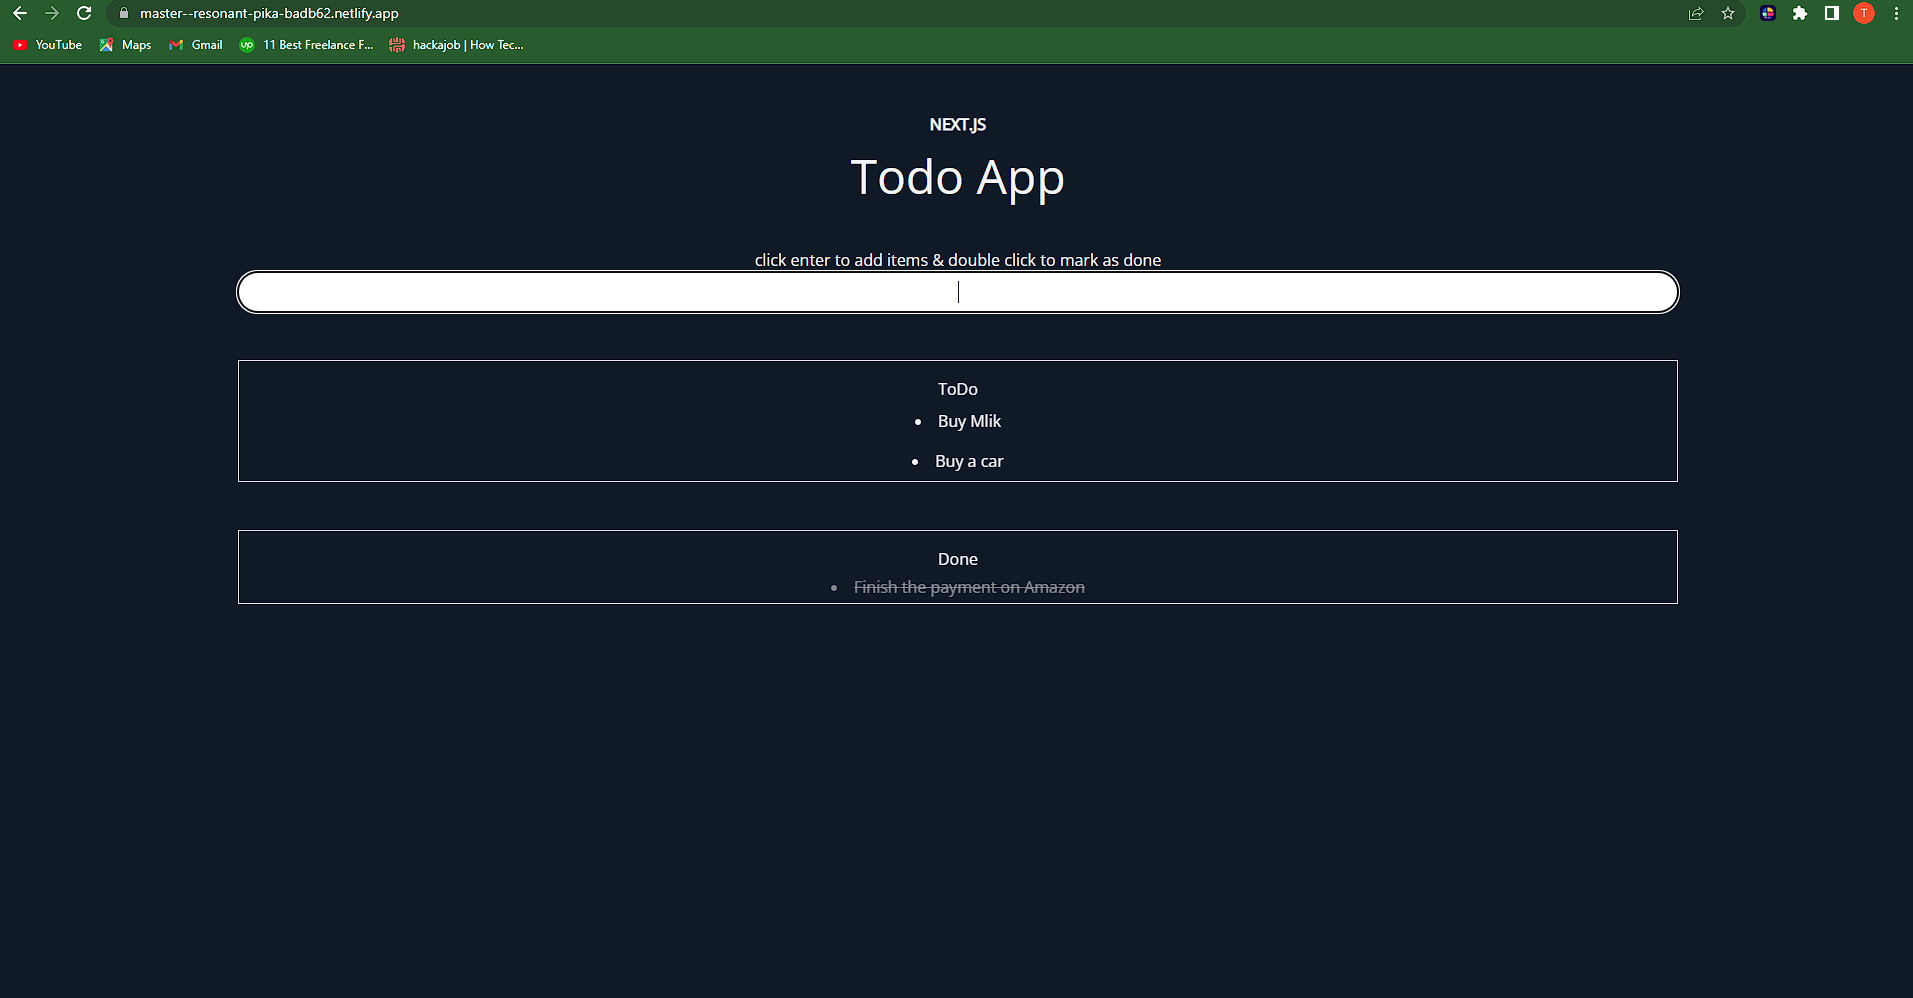 master--resonant-pika-badb62.netlify.app
T
YouTube Maps Gmail up 11 Best Freelance F... hackajob | How Tec...
NEXT.JS
Todo App
click enter to add items & double click to mark as done
ToDo
• Buy Mlik
• Buy a car
Done
• Finish the payment on Amazon